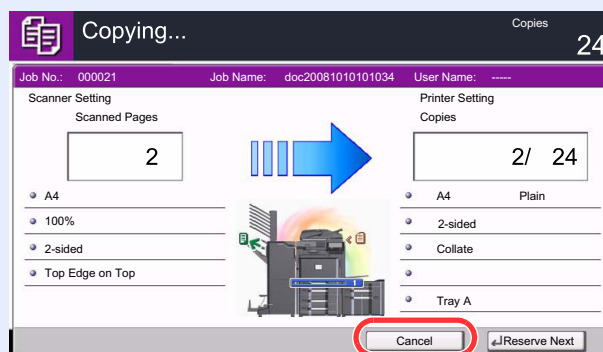 Copying...
Copies
24
Job No.: 000021 Job Name: doc20081010101034 User Name: -----
Scanner Setting
Scanned Pages
2
A4
100%
2-sided
Top Edge on Top
Printer Setting
Copies
2/ 24
A4 Plain
2-sided
Collate
Tray A
1
Cancel
Reserve Next